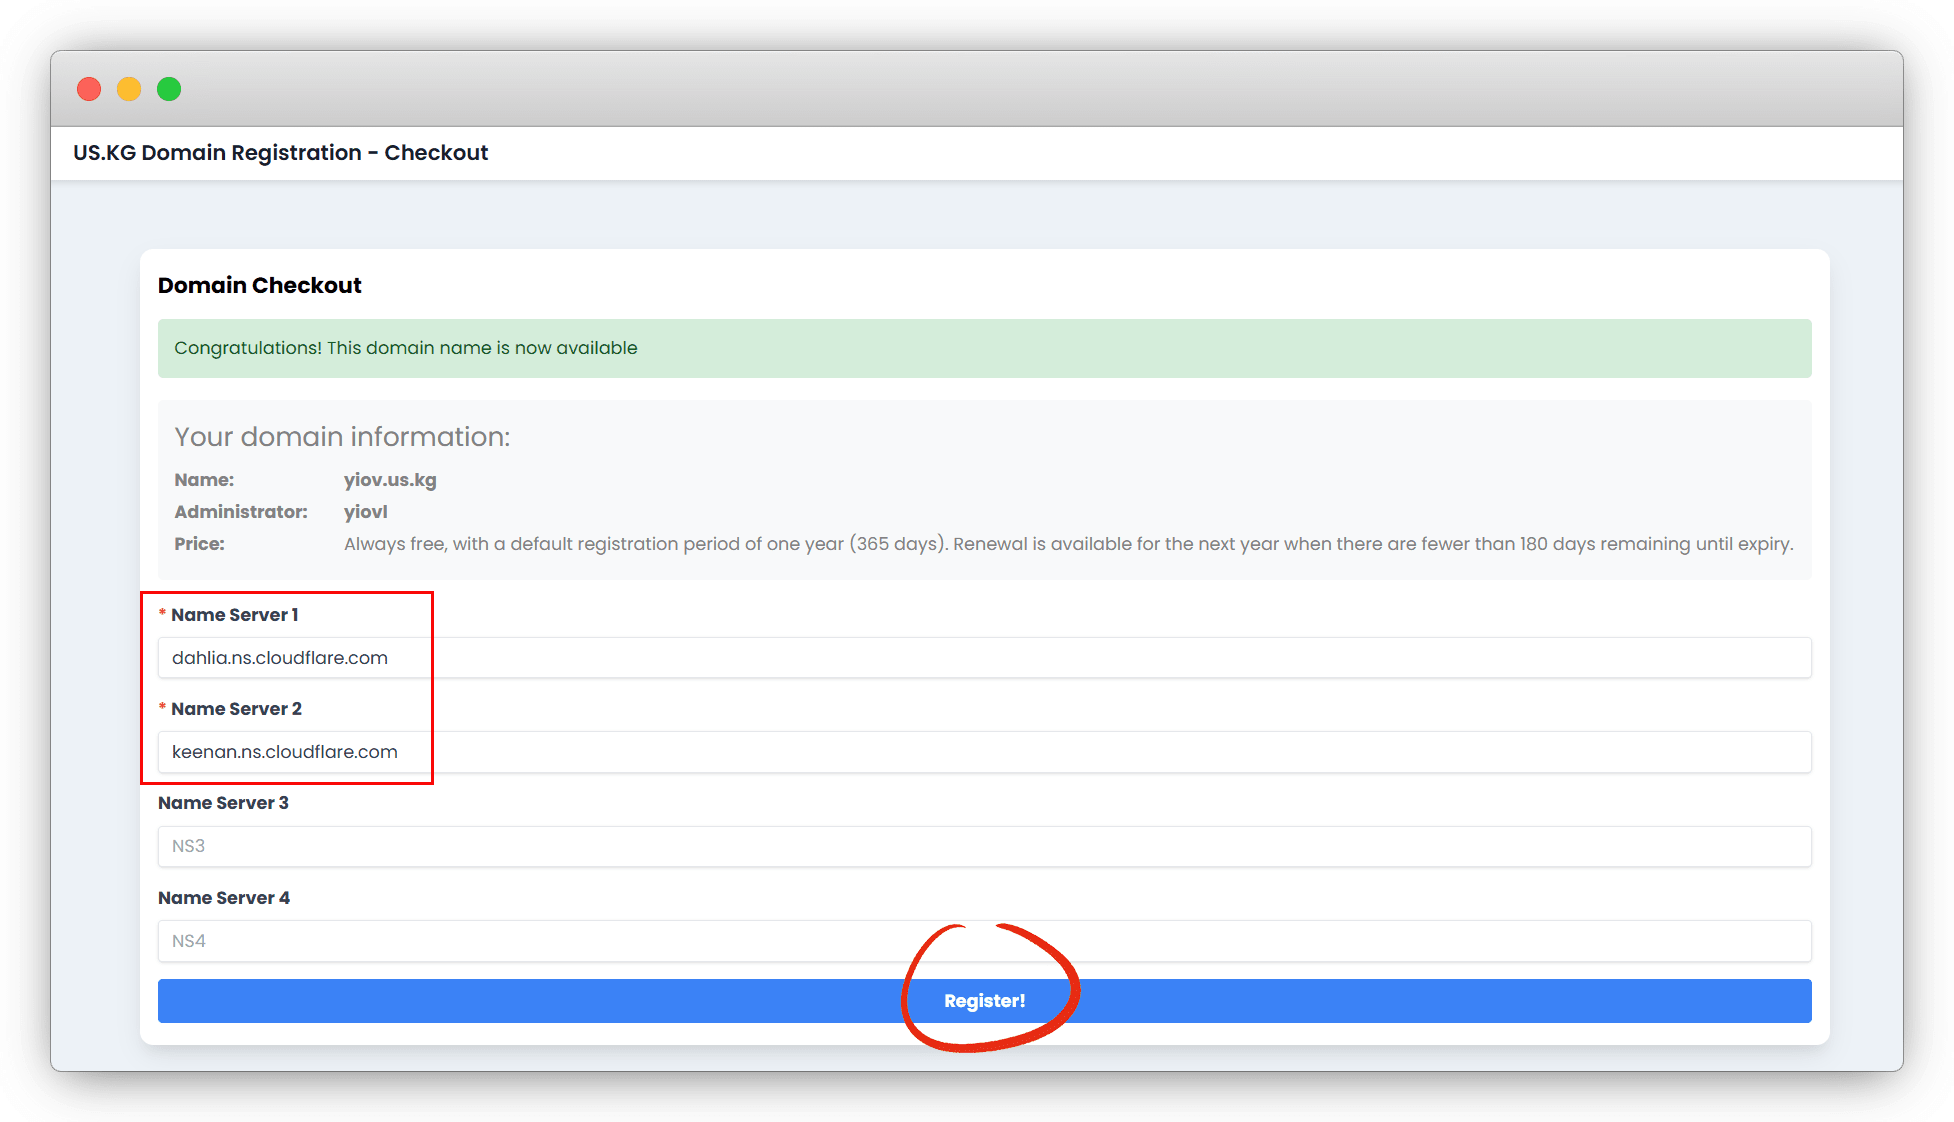 US.KG Domain Registration - Checkout
Domain Checkout
Congratulations! This domain name is now available
Your domain information:
Name: yiov.us.kg
Administrator: yiovl
Price: Always free, with a default registration period of one year (365 days). Renewal is available for the next year when there are fewer than 180 days remaining until expiry.
* Name Server 1
dahlia.ns.cloudflare.com
* Name Server 2
keenan.ns.cloudflare.com
Name Server 3
NS3
Name Server 4
NS4
Register!